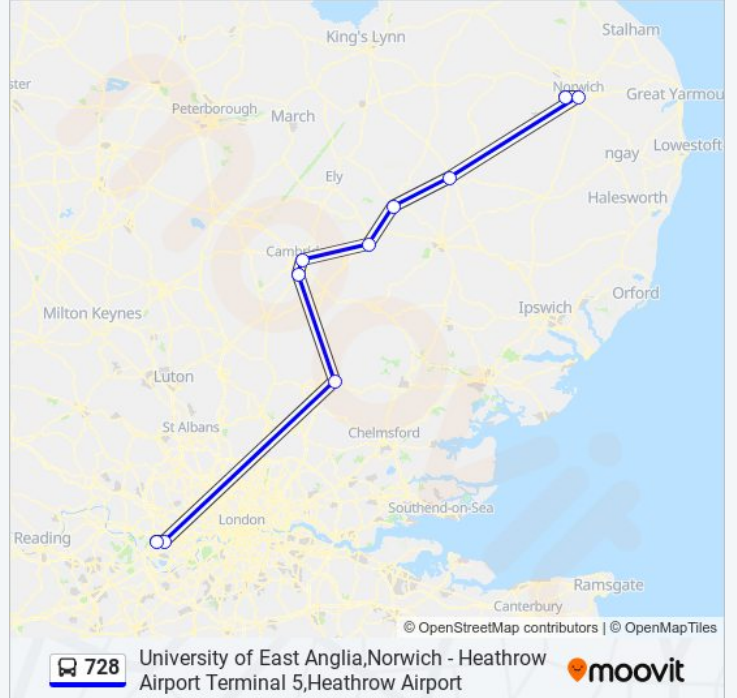 King's Lynn
Stalham
ster
Norwich
Peterborough
Great Yarmou
March
Lowestoft
ngay
Ely
Halesworth
Cambrid
Orford
Ipswich
Milton Keynes
Luton
St Albans
Chelmsford
Southend-on-Sea
London
Reading
Ramsgate
Canterbury
© OpenStreetMap contributors | © OpenMapTiles
728
University of East Anglia,Norwich - Heathrow
Airport Terminal 5,Heathrow Airport
moovit